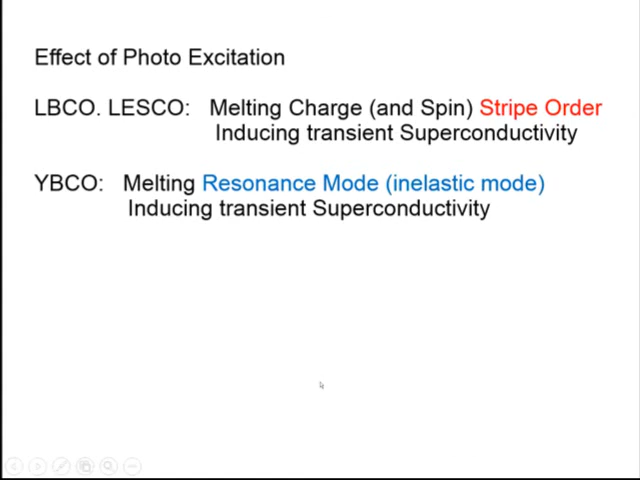 Effect of Photo Excitation
LBCO. LESCO: Melting Charge (and Spin) Stripe Order
Inducing transient Superconductivity
YBCO: Melting Resonance Mode (inelastic mode)
Inducing transient Superconductivity